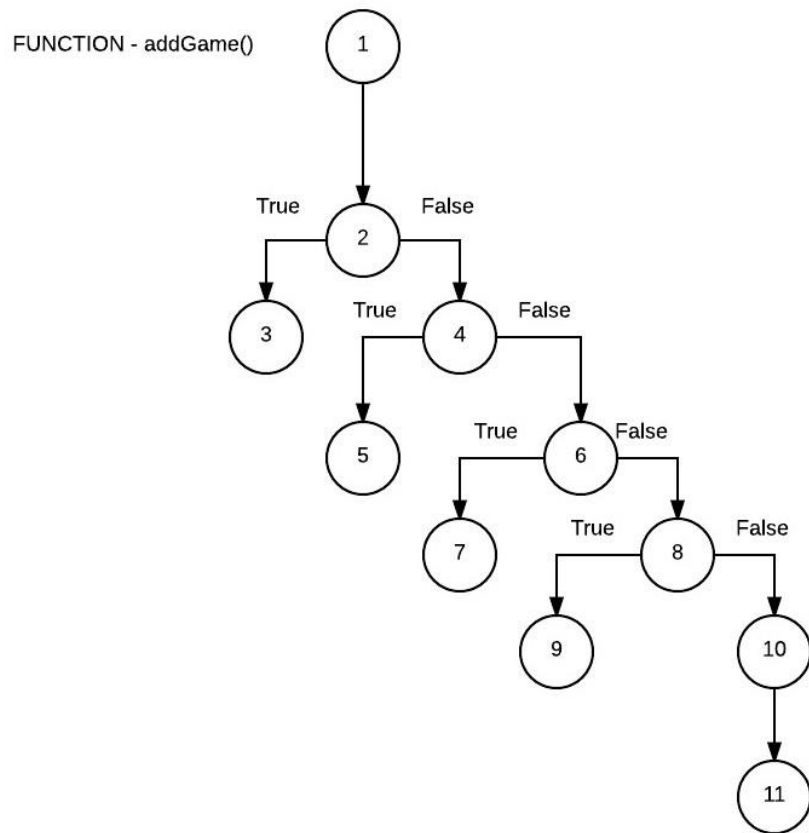 FUNCTION - addGame()
1
True
False
2
True
False
3
4
True
False
5
6
True
False
7
8
9
10
11